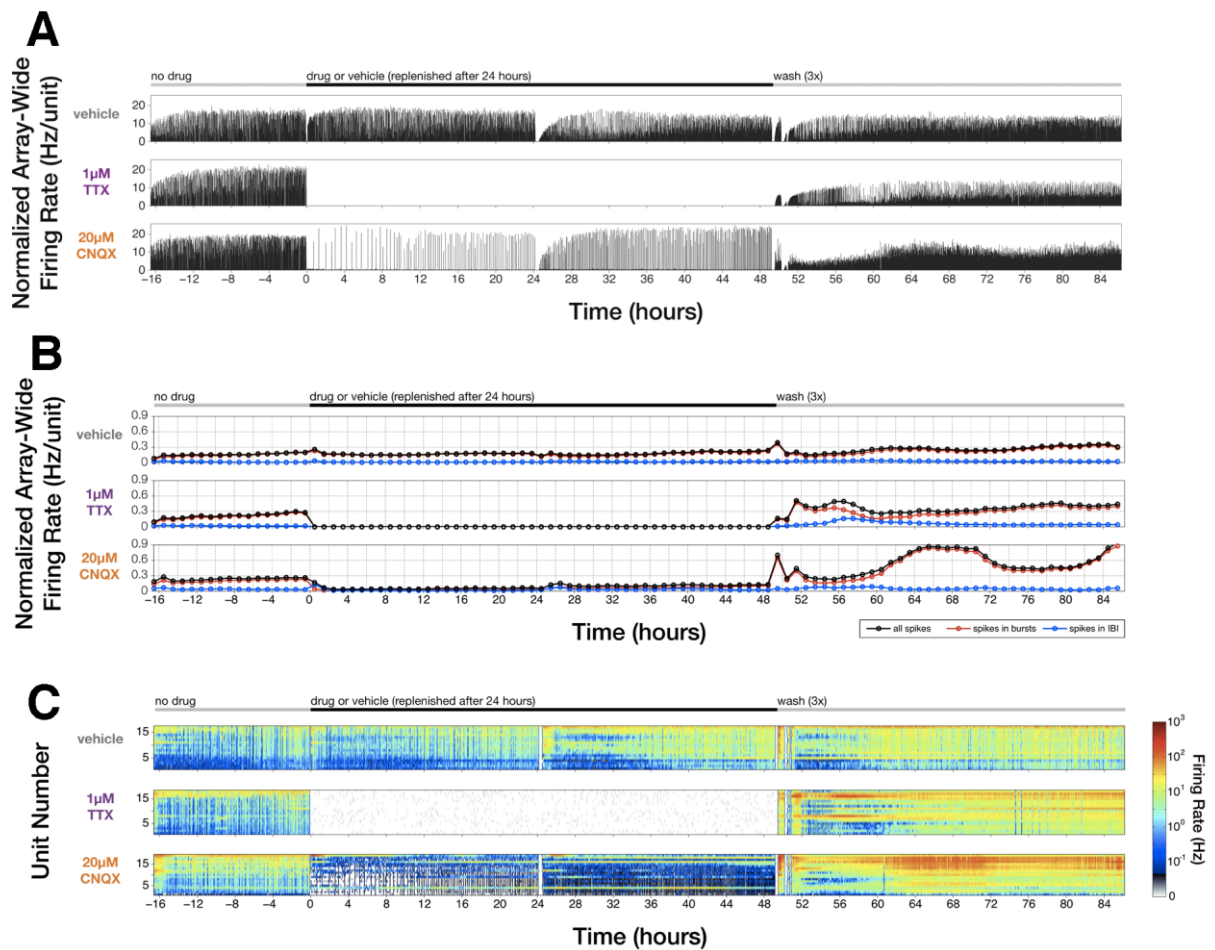 A
no drug drug or vehicle (replenished after 24 hours) wash (3x)
Normalized Array-Wide
Firing Rate (Hz/unit)
vehicle
20
10
0
1µM
TTX
20
10
0
20µM
CNQX
20
10
0
−16 −12 −8 −4 0 4 8 12 16 20 24 28 32 36 40 44 48 52 56 60 64 68 72 76 80 84
Time (hours)
B
no drug drug or vehicle (replenished after 24 hours) wash (3x)
Normalized Array-Wide
Firing Rate (Hz/unit)
vehicle
0.9
0.6
0.3
0
1µM
TTX
0.9
0.6
0.3
0
20µM
CNQX
0.9
0.6
0.3
−16 −12 −8 −4 0 4 8 12 16 20 24 28 32 36 40 44 48 52 56 60 64 68 72 76 80 84
Time (hours)
all spikes spikes in bursts spikes in IBI
C
no drug drug or vehicle (replenished after 24 hours) wash (3x)
Unit Number
vehicle
15
5
1µM
TTX
15
5
20µM
CNQX
15
5
−16 −12 −8 −4 0 4 8 12 16 20 24 28 32 36 40 44 48 52 56 60 64 68 72 76 80 84
Time (hours)
10³
10²
10¹
10⁰
10⁻¹
0
Firing Rate (Hz)